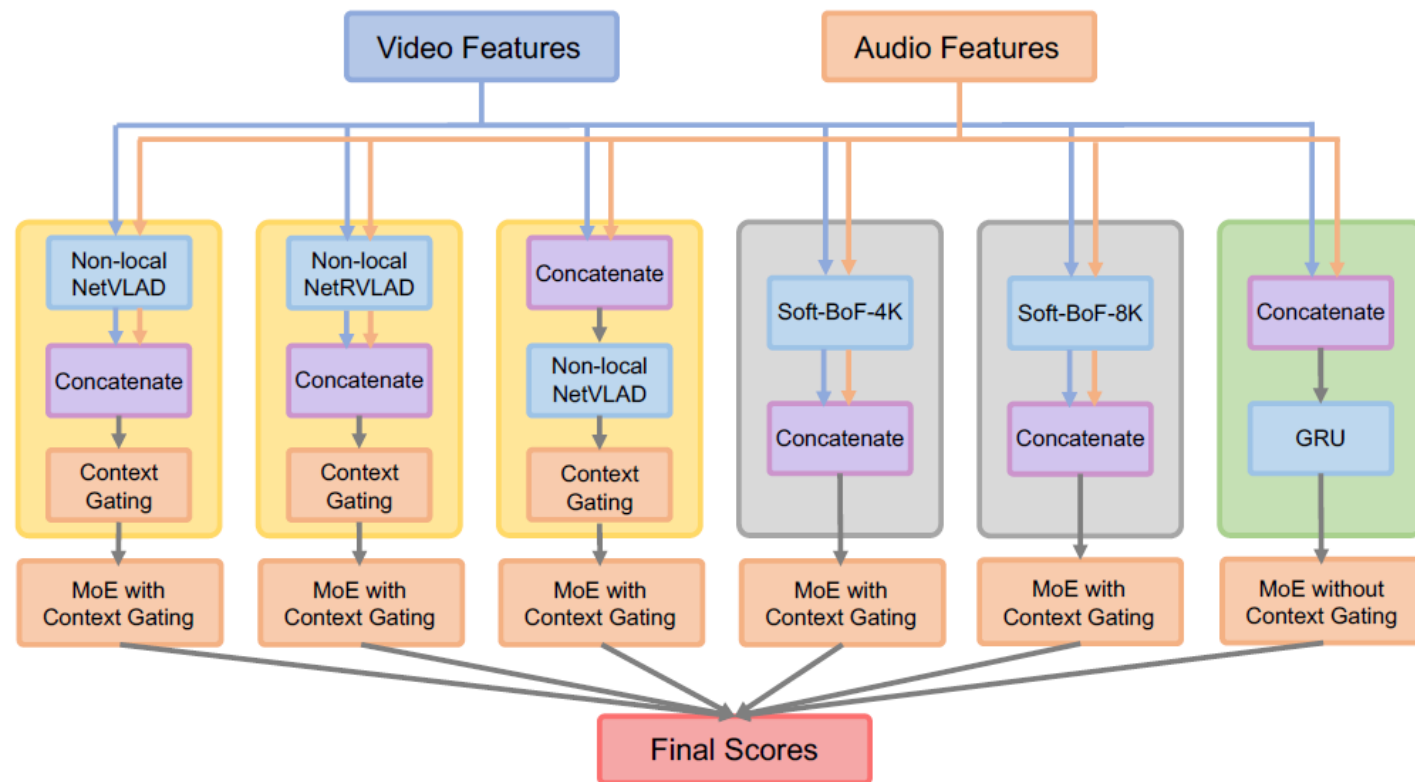 Video Features
Audio Features
Non-local
NetVLAD
Concatenate
Context
Gating
MoE with
Context Gating
Non-local
NetRVLAD
Concatenate
Context
Gating
MoE with
Context Gating
Concatenate
Non-local
NetVLAD
Context
Gating
MoE with
Context Gating
Soft-BoF-4K
Concatenate
MoE with
Context Gating
Soft-BoF-8K
Concatenate
MoE with
Context Gating
Concatenate
GRU
MoE without
Context Gating
Final Scores